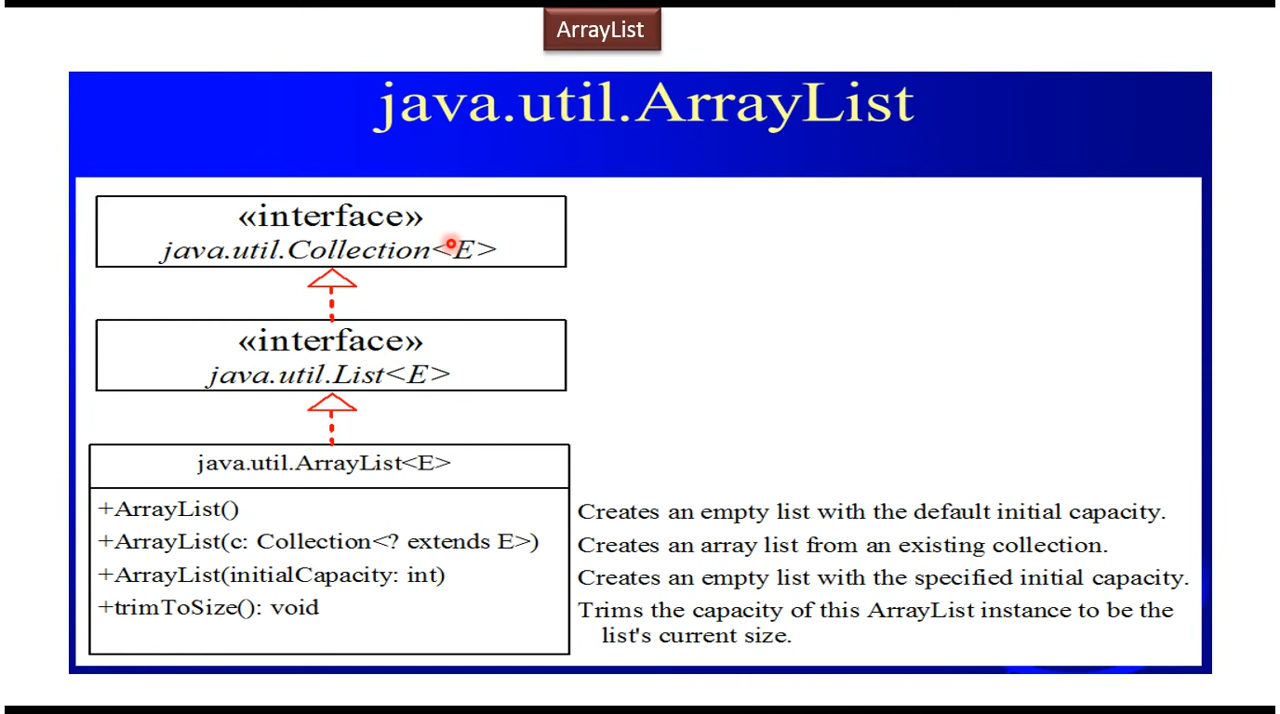 ArrayList
java.util.ArrayList
«interface»
java.util.Collection<E>
«interface»
java.util.List<E>
java.util.ArrayList<E>
+ArrayList()
Creates an empty list with the default initial capacity.
+ArrayList(c: Collection<? extends E>)
Creates an array list from an existing collection.
+ArrayList(initialCapacity: int)
Creates an empty list with the specified initial capacity.
+trimToSize(): void
Trims the capacity of this ArrayList instance to be the
list's current size.